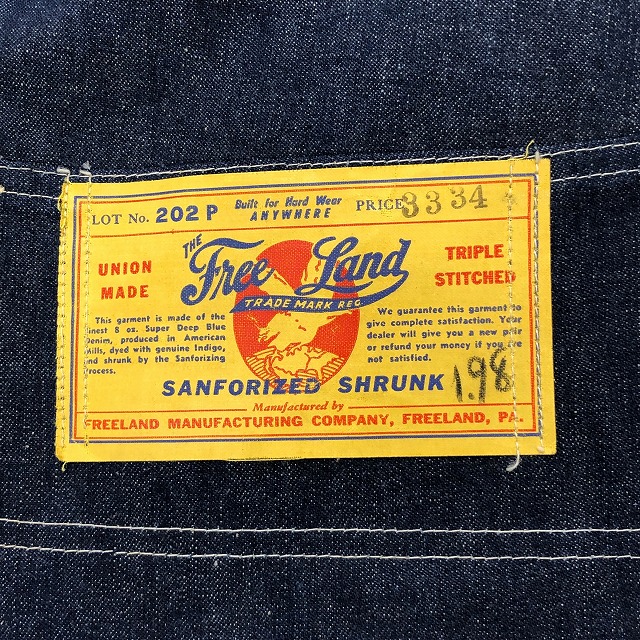 LOT No. 202 P Built for Hard Wear ANYWHERE PRICE 3334
THE
Free Land
TRADE MARK REG.
UNION
MADE
TRIPLE
STITCHED
This garment is made of the
finest 8 oz. Super Deep Blue
Denim, produced in American
Mills, dyed with genuine Indigo,
and shrunk by the Sanforizing
process.
We guarantee this garment to
give complete satisfaction. Your
dealer will give you a new pair
or refund your money if you are
not satisfied.
SANFORIZED SHRUNK 1.98
Manufactured by
FREELAND MANUFACTURING COMPANY, FREELAND, PA.